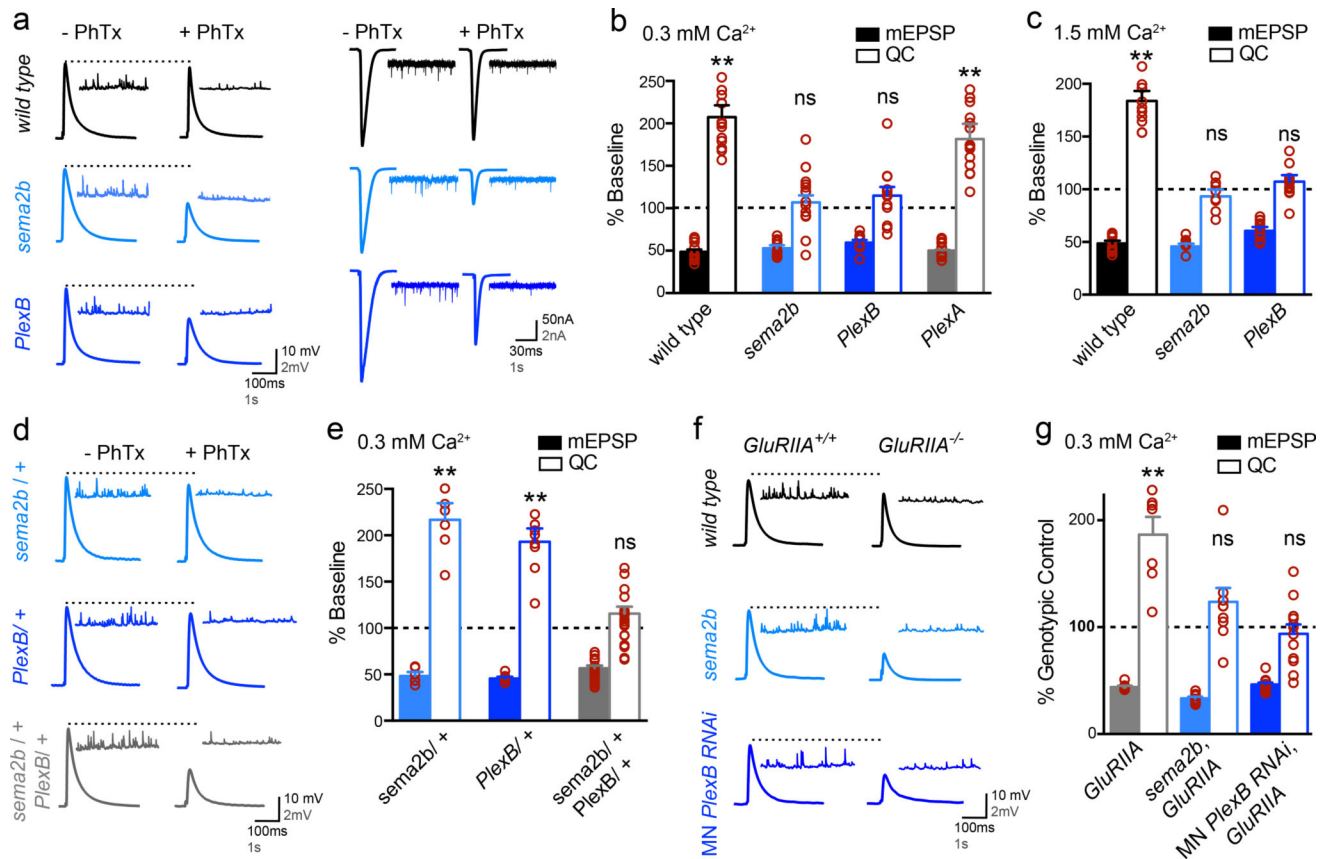 a
- PhTx
+ PhTx
- PhTx
+ PhTx
wild type
sema2b
PlexB
10 mV
2mV
100ms
1s
50nA
2nA
30ms
1s
b
0.3 mM Ca²⁺
mEPSP
QC
% Baseline
250
200
150
100
50
0
**
ns
ns
**
wild type
sema2b
PlexB
PlexA
c
1.5 mM Ca²⁺
mEPSP
QC
% Baseline
200
150
100
50
0
**
ns
ns
wild type
sema2b
PlexB
d
- PhTx
+ PhTx
sema2b / +
PlexB/ +
sema2b / +
PlexB/ +
10 mV
2mV
100ms
1s
e
0.3 mM Ca²⁺
mEPSP
QC
% Baseline
250
200
150
100
50
0
**
**
ns
sema2b/ +
PlexB/ +
sema2b/ +
PlexB/ +
f
GluRIIA⁺/⁺
GluRIIA⁻/⁻
wild type
sema2b
MN PlexB RNAi
10 mV
2mV
100ms
1s
g
0.3 mM Ca²⁺
mEPSP
QC
% Genotypic Control
200
100
0
**
ns
ns
GluRIIA
sema2b,
GluRIIA
MN PlexB RNAi,
GluRIIA